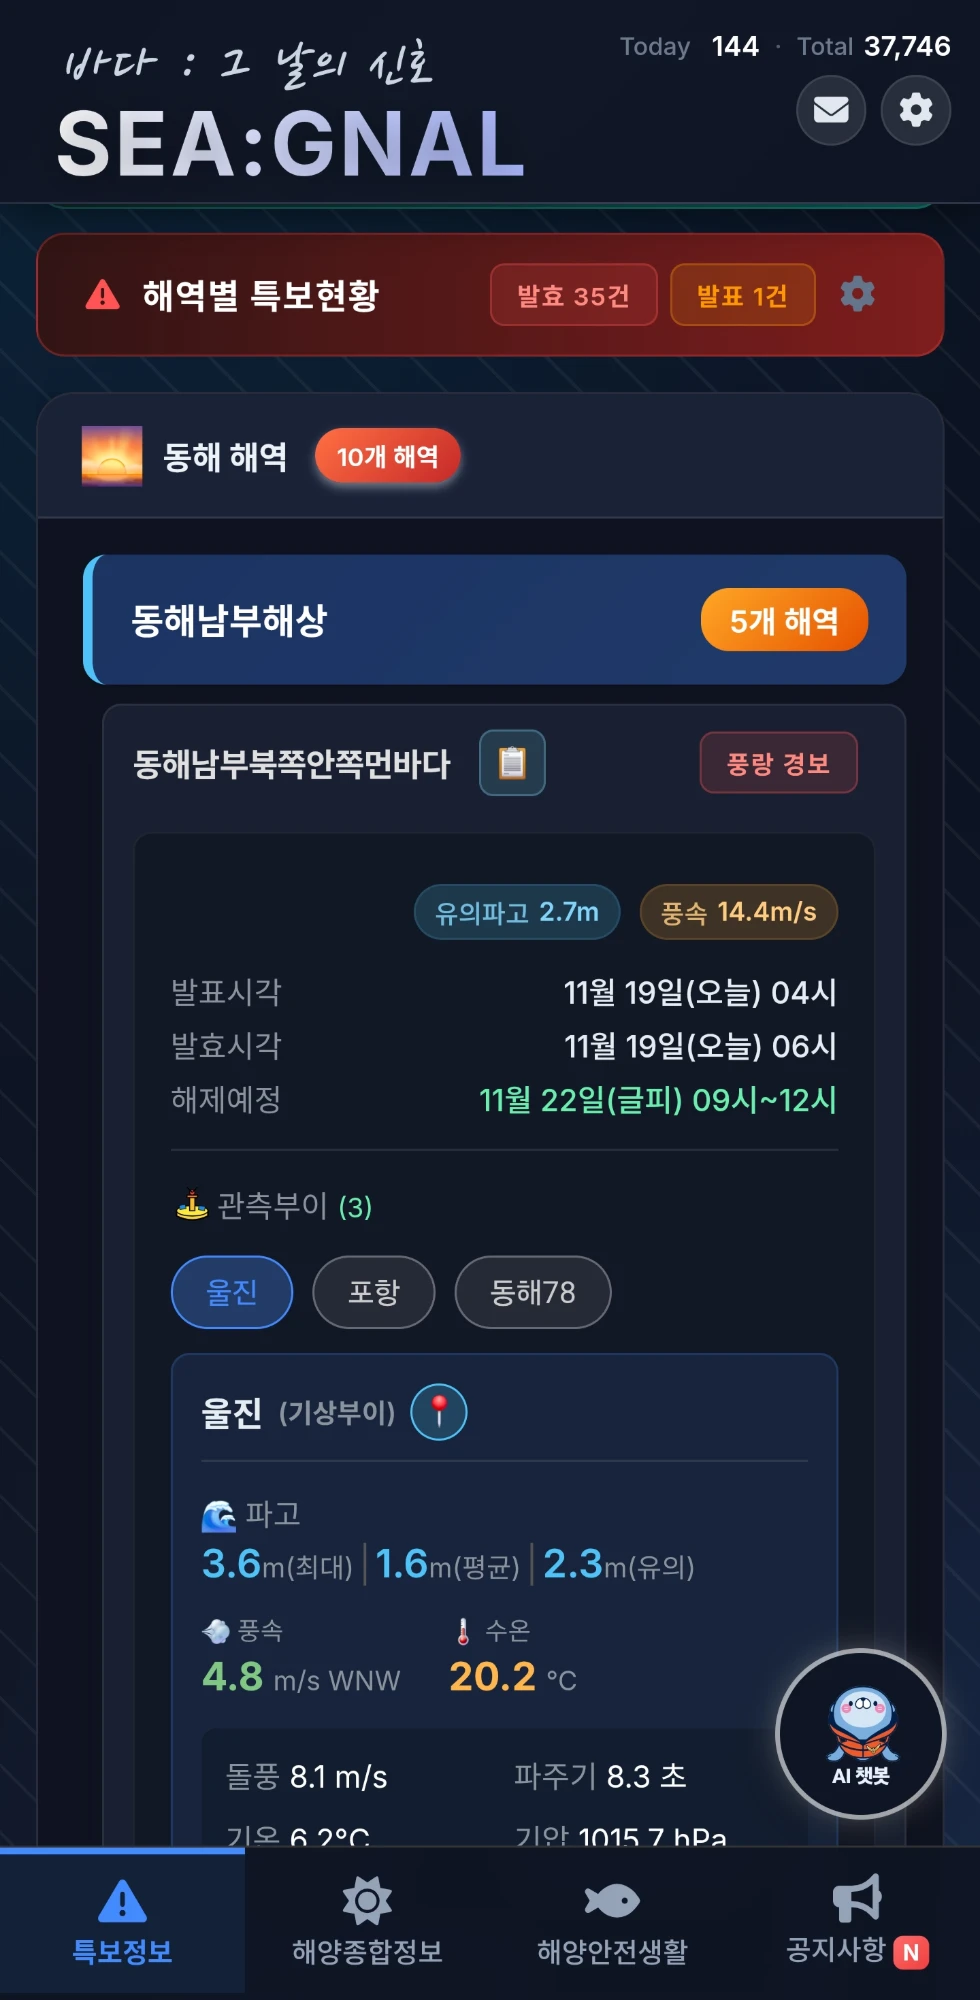 바다 : 그 날의 신호
Today 144 · Total 37,746
SEA:GNAL
해역별 특보현황 발효 35건 발표 1건
동해 해역 10개 해역
동해남부해상 5개 해역
동해남부북쪽안쪽먼바다 풍랑 경보
유의파고 2.7m 풍속 14.4m/s
발표시각 11월 19일(오늘) 04시
발효시각 11월 19일(오늘) 06시
해제예정 11월 22일(글피) 09시~12시
관측부이 (3)
울진 포항 동해78
울진 (기상부이)
파고
3.6m(최대) | 1.6m(평균) | 2.3m(유의)
풍속 수온
4.8 m/s WNW 20.2 °C
돌풍 8.1 m/s 파주기 8.3 초
AI 챗봇
기온 6.2°C 기압 1015.7 hPa
특보정보 해양종합정보 해양안전생활 공지사항 N